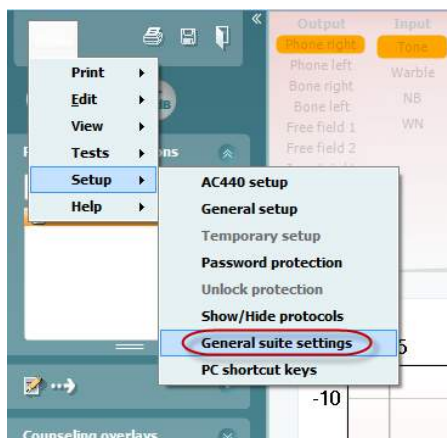 Output Input
Phone right Tone
Phone left Warble
Bone right
Bone left NB
Free field 1 WN
Free field 2
Print
Edit
View
Tests
Setup
Help
dB
ons
AC440 setup
General setup
Temporary setup
Password protection
Unlock protection
Show/Hide protocols
General suite settings
PC shortcut keys
5
-10
Counseling overlays